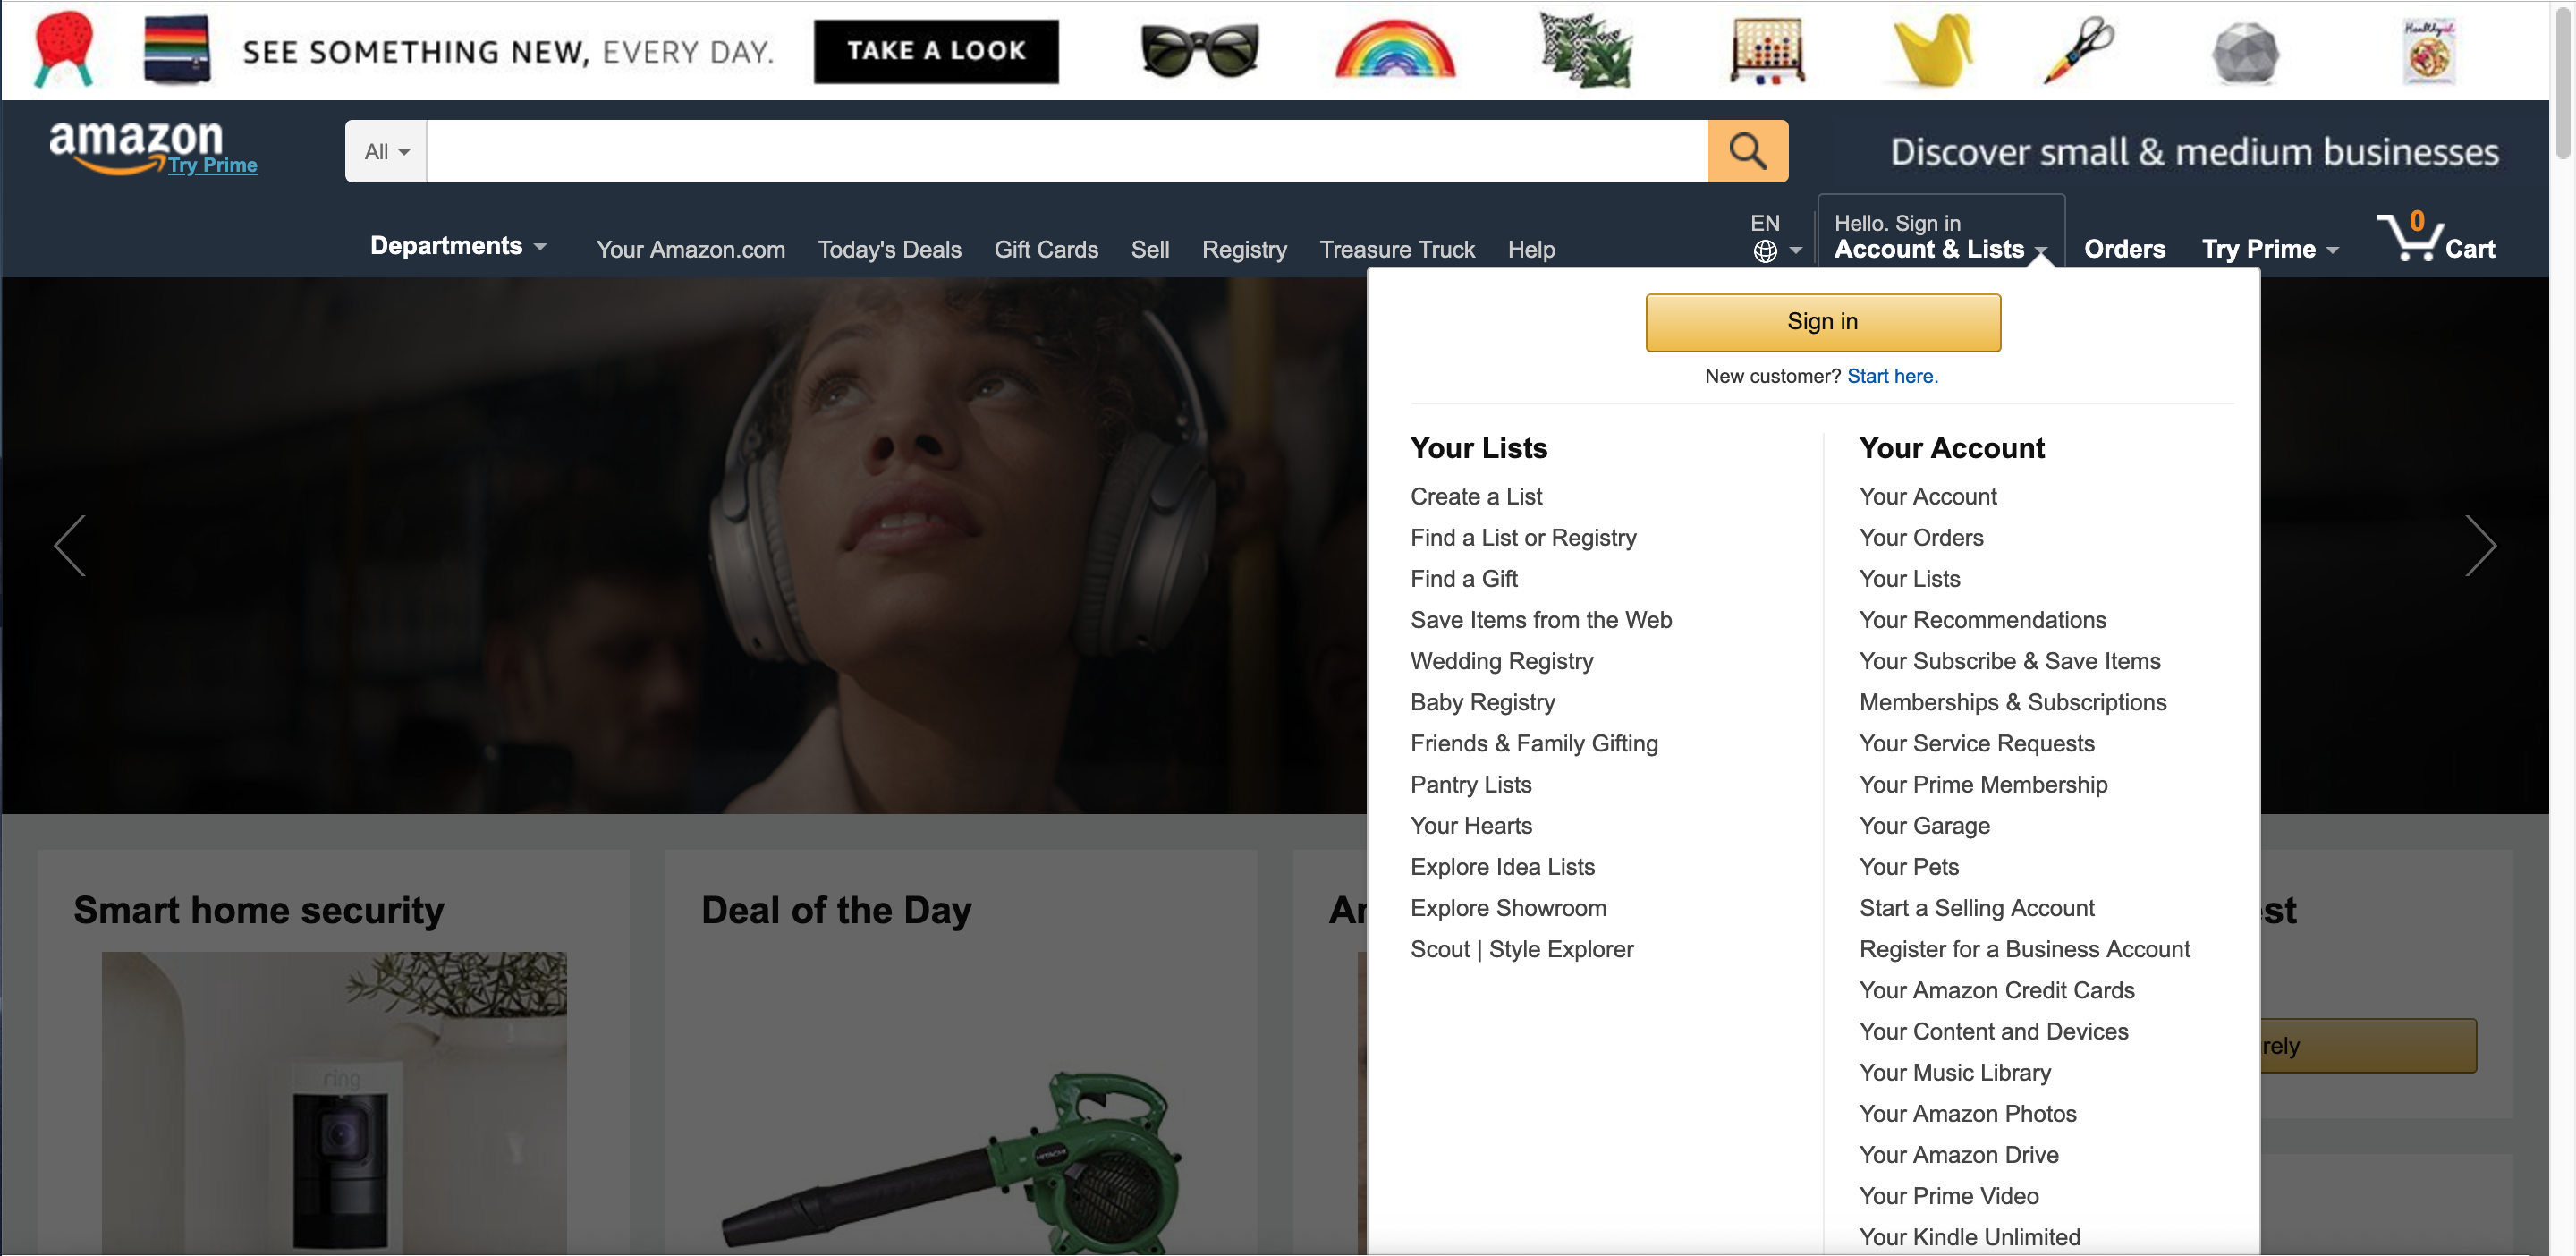 SEE SOMETHING NEW, EVERY DAY.
TAKE A LOOK
amazon
Try Prime
All
Discover small & medium businesses
Departments
Your Amazon.com
Today's Deals
Gift Cards
Sell
Registry
Treasure Truck
Help
EN
Hello. Sign in
Account & Lists
Orders
Try Prime
0
Cart
Sign in
New customer? Start here.
Your Lists
Create a List
Find a List or Registry
Find a Gift
Save Items from the Web
Wedding Registry
Baby Registry
Friends & Family Gifting
Pantry Lists
Your Hearts
Explore Idea Lists
Explore Showroom
Scout | Style Explorer
Your Account
Your Account
Your Orders
Your Lists
Your Recommendations
Your Subscribe & Save Items
Memberships & Subscriptions
Your Service Requests
Your Prime Membership
Your Garage
Your Pets
Start a Selling Account
Register for a Business Account
Your Amazon Credit Cards
Your Content and Devices
Your Music Library
Your Amazon Photos
Your Amazon Drive
Your Prime Video
Your Kindle Unlimited
Smart home security
ring
Deal of the Day
HITACHI